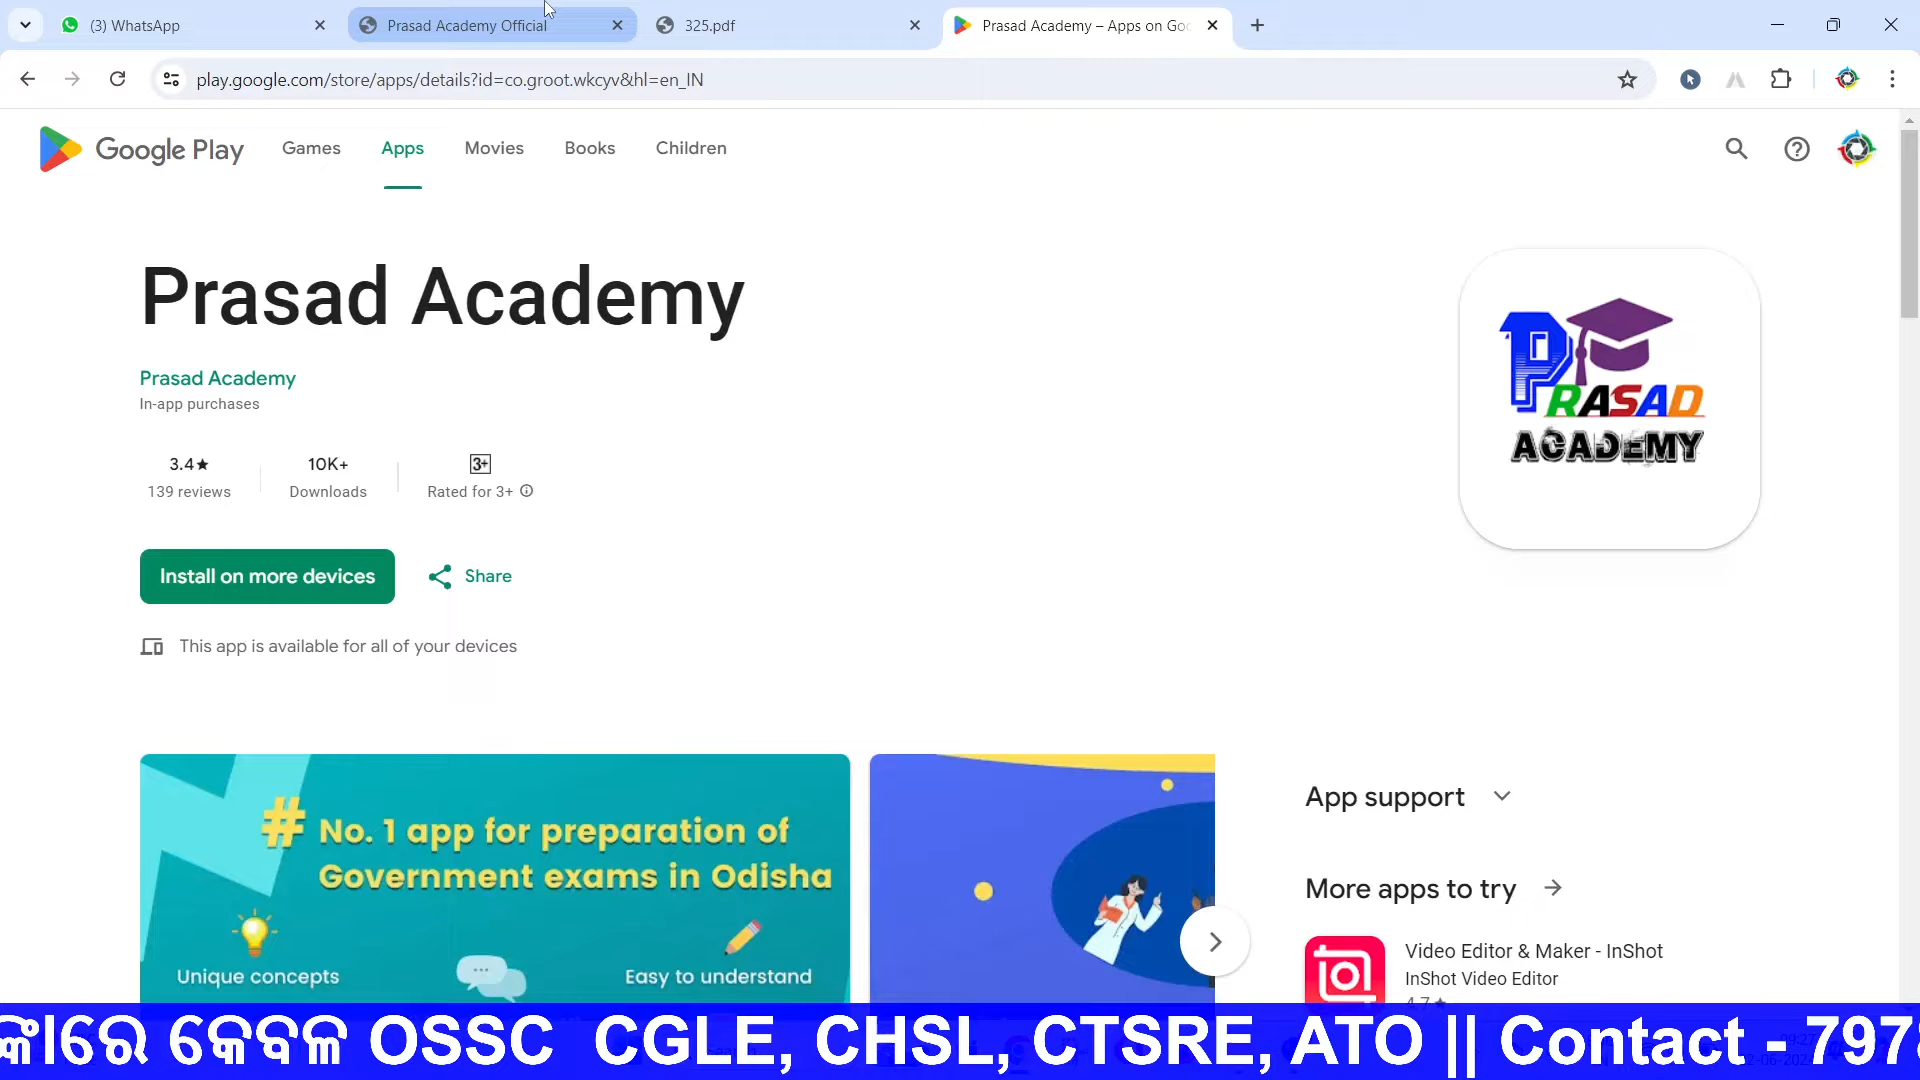 (3) WhatsApp
Prasad Academy Official
325.pdf
Prasad Academy – Apps on Goo
play.google.com/store/apps/details?id=co.groot.wkcyv&hl=en_IN
Google Play
Games
Apps
Movies
Books
Children
Prasad Academy
PRASAD
ACADEMY
Prasad Academy
In-app purchases
3.4★
139 reviews
10K+
Downloads
3+
Rated for 3+
Install on more devices
Share
This app is available for all of your devices
# No. 1 app for preparation of
Government exams in Odisha
Unique concepts
Easy to understand
App support
More apps to try
Video Editor & Maker - InShot
InShot Video Editor
4.7★
ଙ୍କାରେ କେବଳ OSSC CGLE, CHSL, CTSRE, ATO || Contact - 797